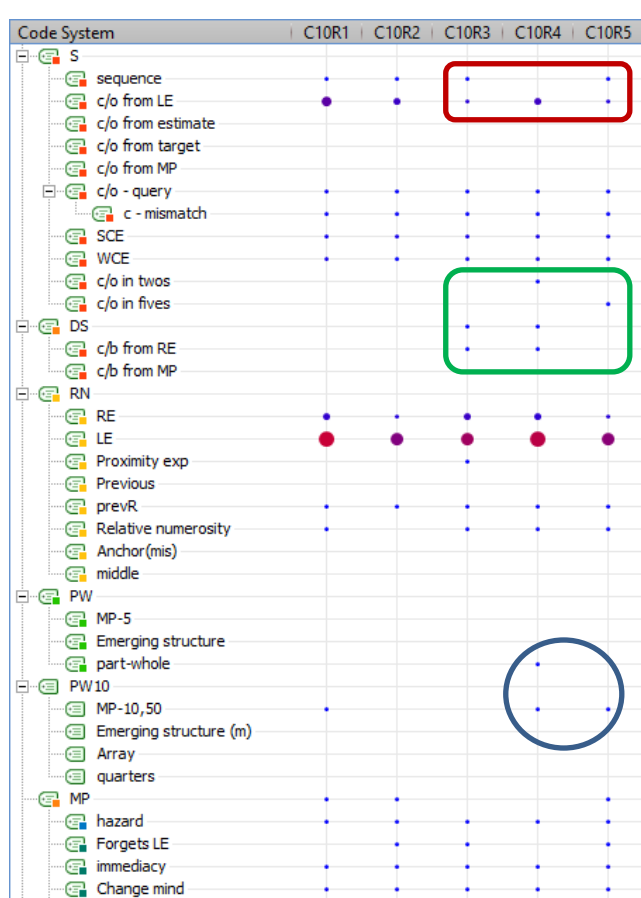 Code System C10R1 C10R2 C10R3 C10R4 C10R5
S
sequence
c/o from LE
c/o from estimate
c/o from target
c/o from MP
c/o - query
c - mismatch
SCE
WCE
c/o in twos
c/o in fives
DS
c/b from RE
c/b from MP
RN
RE
LE
Proximity exp
Previous
prevR
Relative numerosity
Anchor(mis)
middle
PW
MP-5
Emerging structure
part-whole
PW10
MP-10,50
Emerging structure (m)
Array
quarters
MP
hazard
Forgets LE
immediacy
Change mind